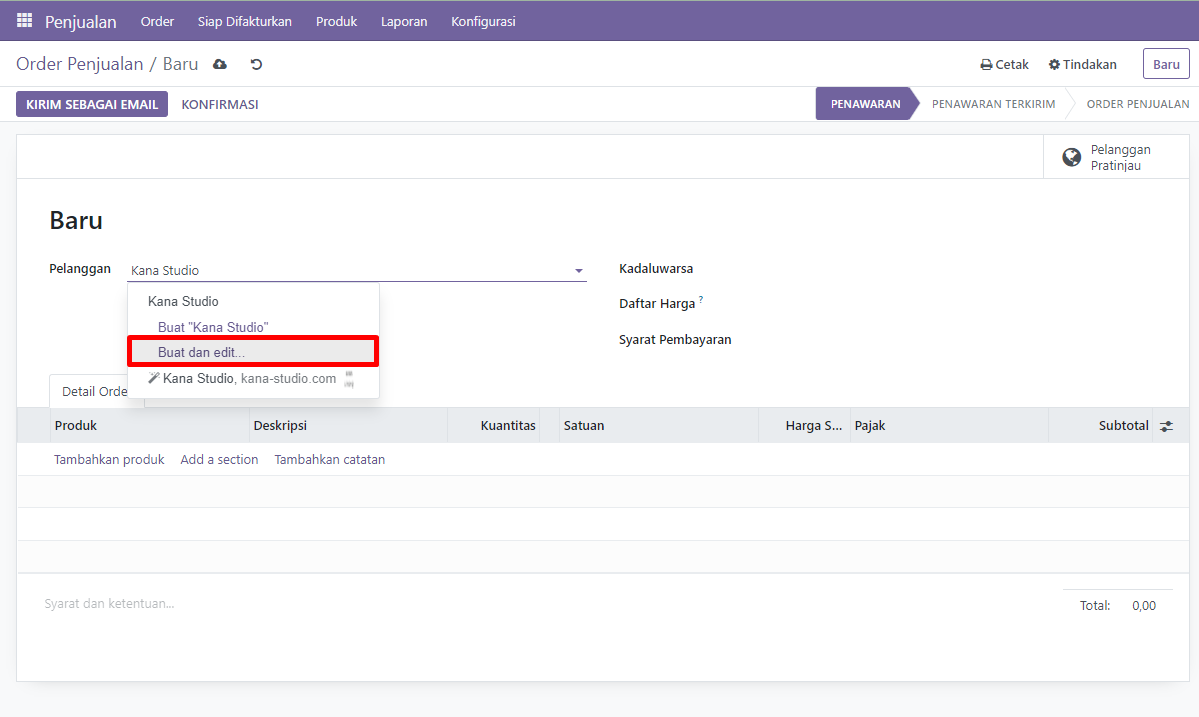 Penjualan Order Siap Difakturkan Produk Laporan Konfigurasi
Order Penjualan / Baru Cetak Tindakan Baru
KIRIM SEBAGAI EMAIL KONFIRMASI PENAWARAN PENAWARAN TERKIRIM ORDER PENJUALAN
Pelanggan
Pratinjau
Baru
Pelanggan Kana Studio Kadaluwarsa
Kana Studio
Daftar Harga ?
Buat "Kana Studio"
Syarat Pembayaran
Buat dan edit...
Kana Studio, kana-studio.com
Detail Orde
Produk Deskripsi Kuantitas Satuan Harga S... Pajak Subtotal
Tambahkan produk Add a section Tambahkan catatan
Syarat dan ketentuan...
Total: 0,00